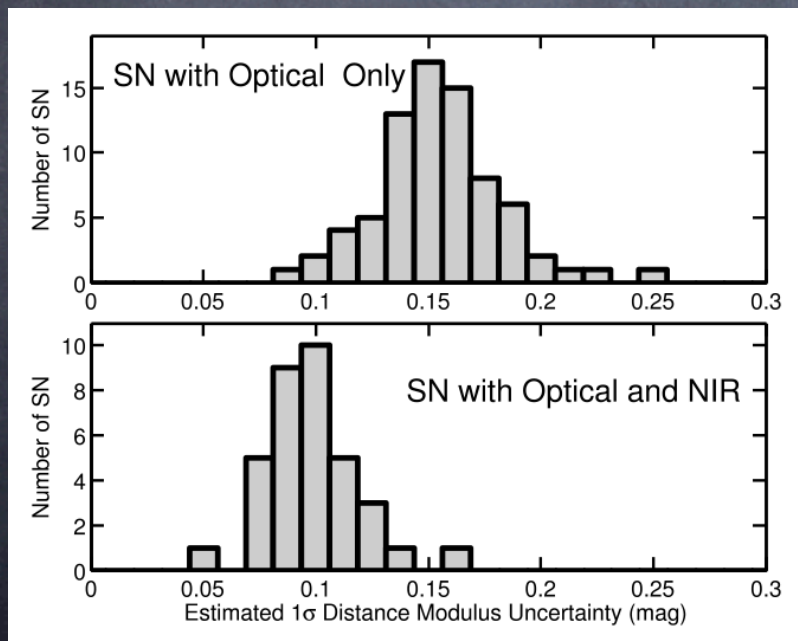 SN with Optical Only
Number of SN
15
10
5
0
0 0.05 0.1 0.15 0.2 0.25 0.3
SN with Optical and NIR
Number of SN
10
8
6
4
2
0
0 0.05 0.1 0.15 0.2 0.25 0.3
Estimated 1σ Distance Modulus Uncertainty (mag)